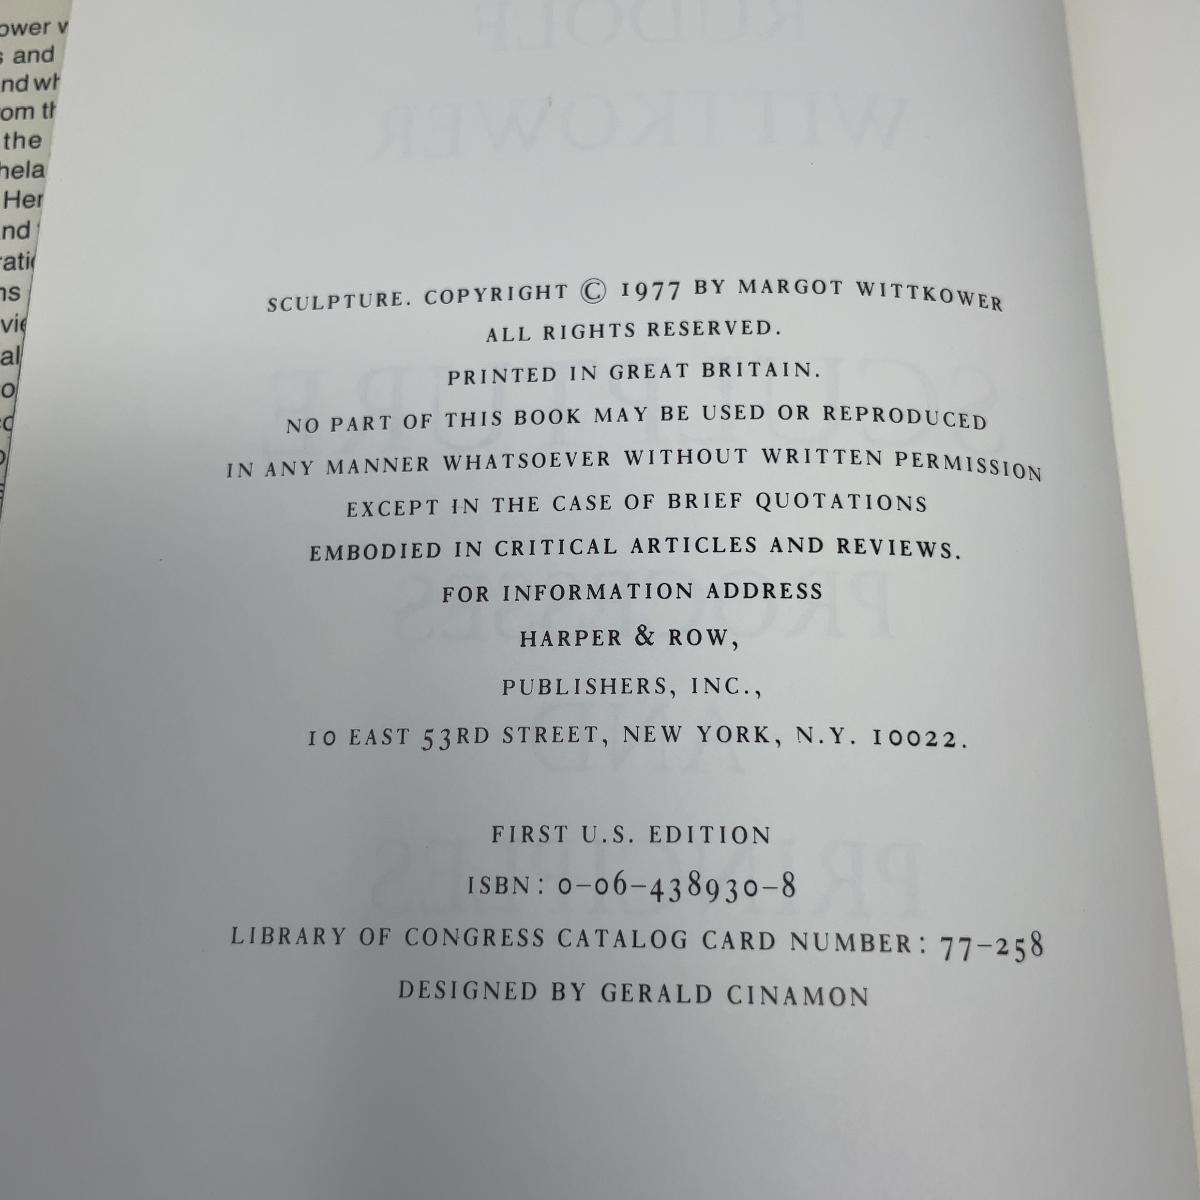 SCULPTURE. COPYRIGHT © 1977 BY MARGOT WITTKOWER
ALL RIGHTS RESERVED.
PRINTED IN GREAT BRITAIN.
NO PART OF THIS BOOK MAY BE USED OR REPRODUCED
IN ANY MANNER WHATSOEVER WITHOUT WRITTEN PERMISSION
EXCEPT IN THE CASE OF BRIEF QUOTATIONS
EMBODIED IN CRITICAL ARTICLES AND REVIEWS.
FOR INFORMATION ADDRESS
HARPER & ROW,
PUBLISHERS, INC.,
10 EAST 53RD STREET, NEW YORK, N.Y. 10022.
FIRST U.S. EDITION
ISBN: 0-06-438930-8
LIBRARY OF CONGRESS CATALOG CARD NUMBER: 77-258
DESIGNED BY GERALD CINAMON